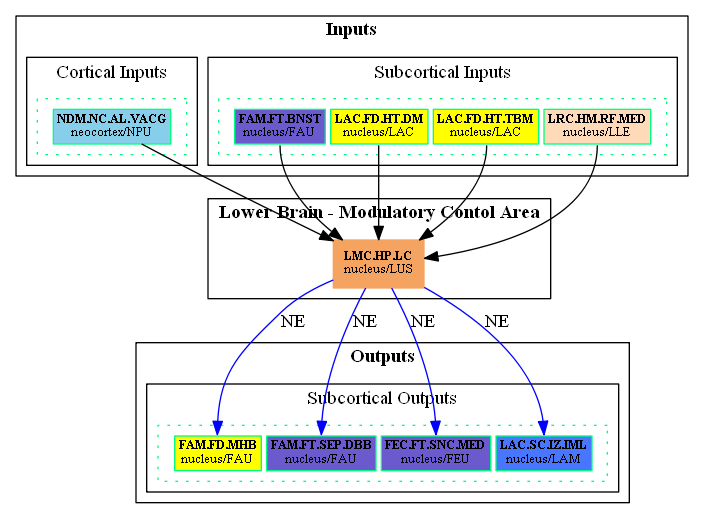 Inputs
Cortical Inputs
Subcortical Inputs
NDM.NC.AL.VACG
neocortex/NPU
FAM.FT.BNST
nucleus/FAU
LAC.FD.HT.DM
nucleus/LAC
LAC.FD.HT.TBM
nucleus/LAC
LRC.HM.RF.MED
nucleus/LLE
Lower Brain - Modulatory Contol Area
LMC.HP.LC
nucleus/LUS
NE
NE
NE
NE
Outputs
Subcortical Outputs
FAM.FD.MHB
nucleus/FAU
FAM.FT.SEP.DBB
nucleus/FAU
FEC.FT.SNC.MED
nucleus/FEU
LAC.SC.IZ.IML
nucleus/LAM